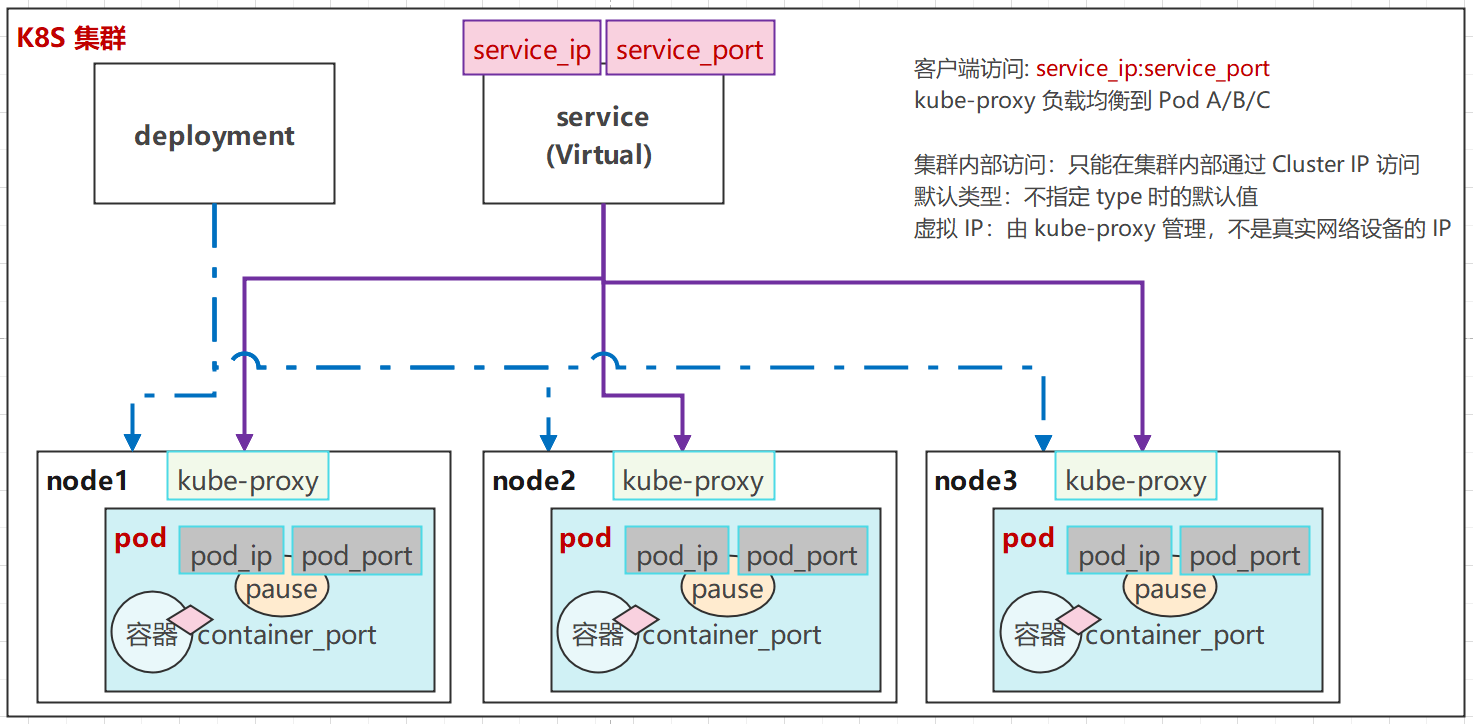 K8S 集群
service_ip
service_port
deployment
service
(Virtual)
客户端访问: service_ip:service_port
kube-proxy 负载均衡到 Pod A/B/C
集群内部访问：只能在集群内部通过 Cluster IP 访问
默认类型：不指定 type 时的默认值
虚拟 IP：由 kube-proxy 管理，不是真实网络设备的 IP
node1
kube-proxy
pod
pod_ip
pod_port
pause
容器
container_port
node2
kube-proxy
pod
pod_ip
pod_port
pause
容器
container_port
node3
kube-proxy
pod
pod_ip
pod_port
pause
容器
container_port